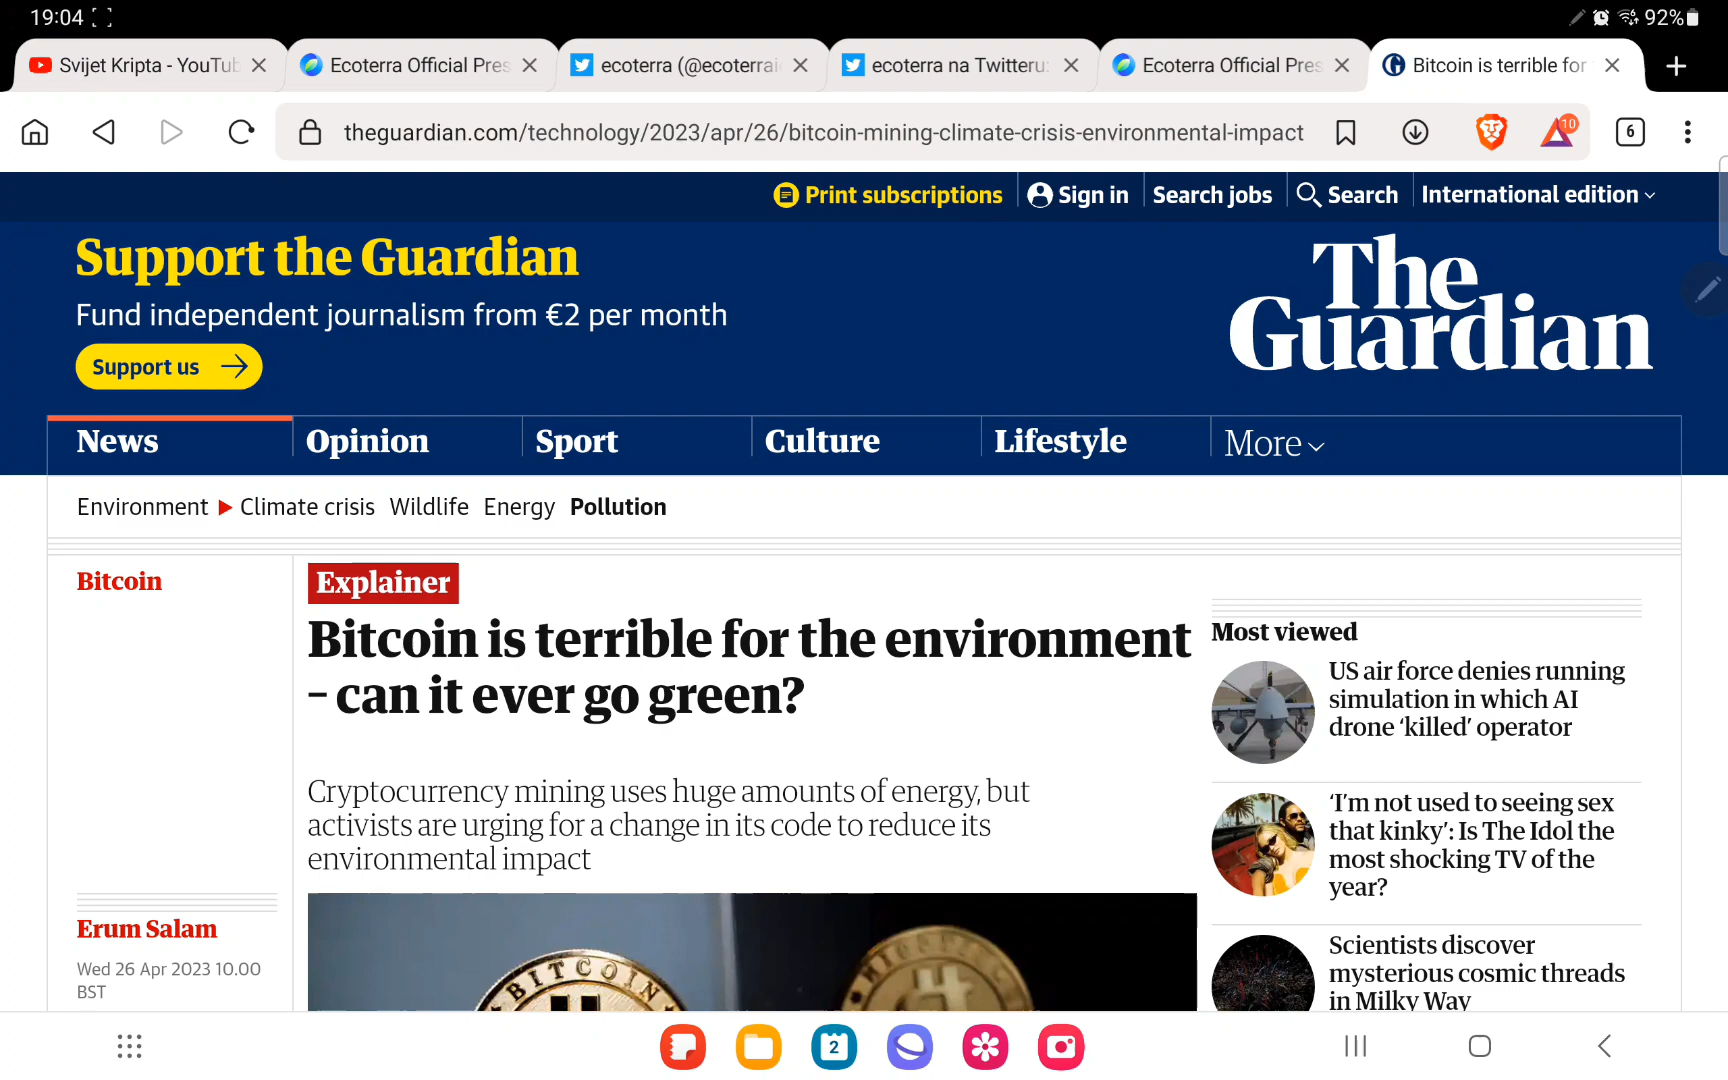 19:04
92%
Svijet Kripta - YouTub
Ecoterra Official Pres
ecoterra (@ecoterrai
ecoterra na Twitteru:
Ecoterra Official Pres
Bitcoin is terrible for
theguardian.com/technology/2023/apr/26/bitcoin-mining-climate-crisis-environmental-impact
10
6
Print subscriptions
Sign in
Search jobs
Search
International edition
Support the Guardian
Fund independent journalism from €2 per month
Support us
The
Guardian
News
Opinion
Sport
Culture
Lifestyle
More
Environment
Climate crisis
Wildlife
Energy
Pollution
Bitcoin
Explainer
Bitcoin is terrible for the environment
– can it ever go green?
Cryptocurrency mining uses huge amounts of energy, but
activists are urging for a change in its code to reduce its
environmental impact
Erum Salam
Wed 26 Apr 2023 10.00
BST
BITCOIN
Most viewed
US air force denies running
simulation in which AI
drone ‘killed’ operator
‘I’m not used to seeing sex
that kinky’: Is The Idol the
most shocking TV of the
year?
Scientists discover
mysterious cosmic threads
in Milky Way
2